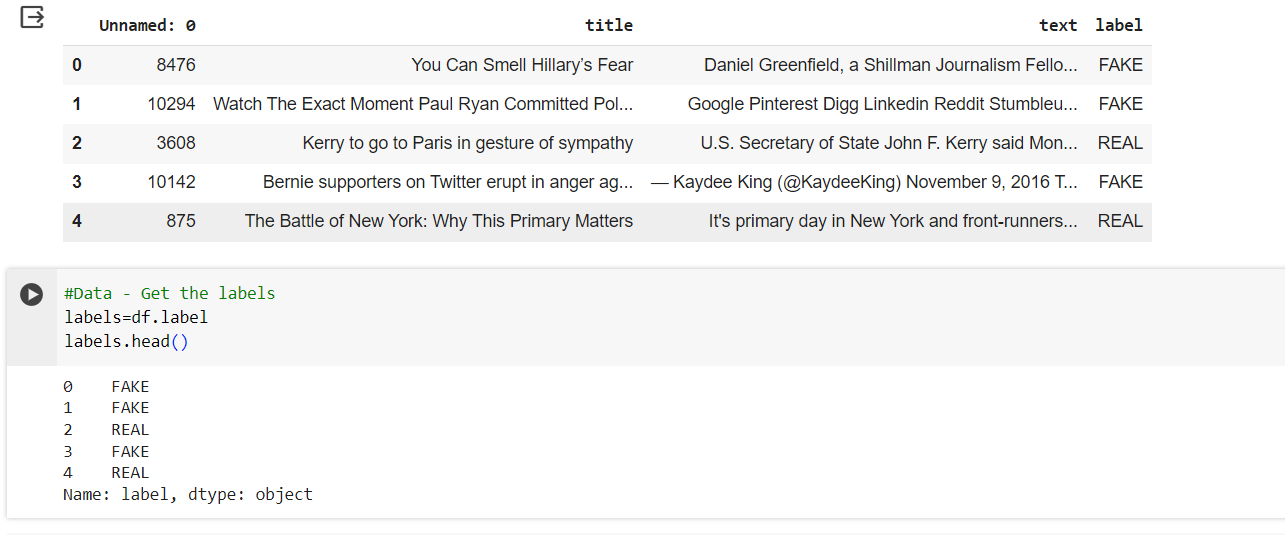 Unnamed: 0 title text label
0 8476 You Can Smell Hillary’s Fear Daniel Greenfield, a Shillman Journalism Fello... FAKE
1 10294 Watch The Exact Moment Paul Ryan Committed Pol... Google Pinterest Digg Linkedin Reddit Stumbleu... FAKE
2 3608 Kerry to go to Paris in gesture of sympathy U.S. Secretary of State John F. Kerry said Mon... REAL
3 10142 Bernie supporters on Twitter erupt in anger ag... — Kaydee King (@KaydeeKing) November 9, 2016 T... FAKE
4 875 The Battle of New York: Why This Primary Matters It's primary day in New York and front-runners... REAL
#Data - Get the labels
labels=df.label
labels.head()
0 FAKE
1 FAKE
2 REAL
3 FAKE
4 REAL
Name: label, dtype: object